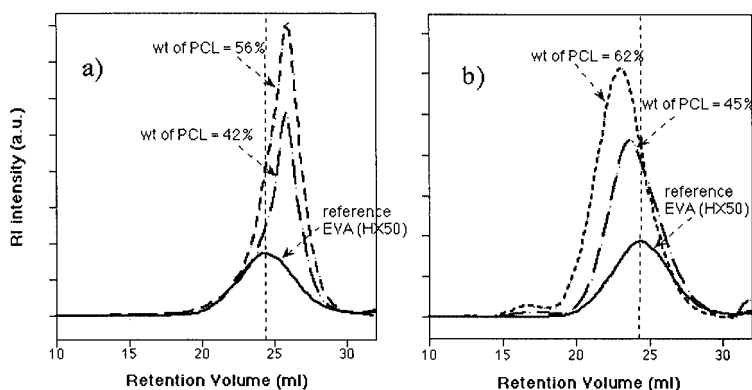 a)
wt of PCL = 56%
wt of PCL = 42%
reference
EVA (HX50)
RI intensity (a.u.)
10
20
30
Retention Volume (ml)
b)
wt of PCL = 62%
wt of PCL = 45%
reference
EVA (HX50)
10
15
20
25
30
Retention Volume (ml)